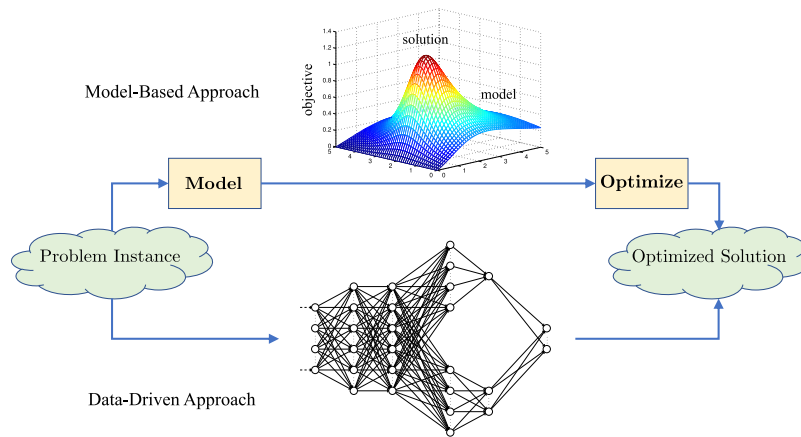 Model-Based Approach
solution
model
objective
1.4
1.2
1
0.8
0.6
0.4
0.2
0
5
4
3
2
1
0
0
1
2
3
4
5
Model
Optimize
Problem Instance
Optimized Solution
Data-Driven Approach